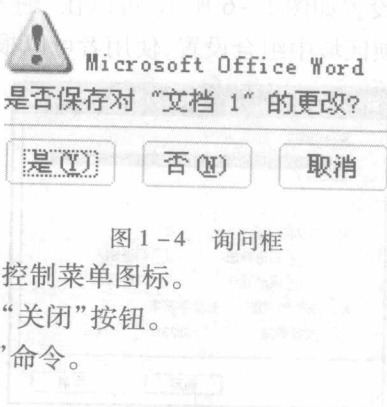 Microsoft Office Word
是否保存对 “文档 1” 的更改?
是(Y) 否(N) 取消
图1-4 询问框
控制菜单图标。
“关闭”按钮。
”命令。